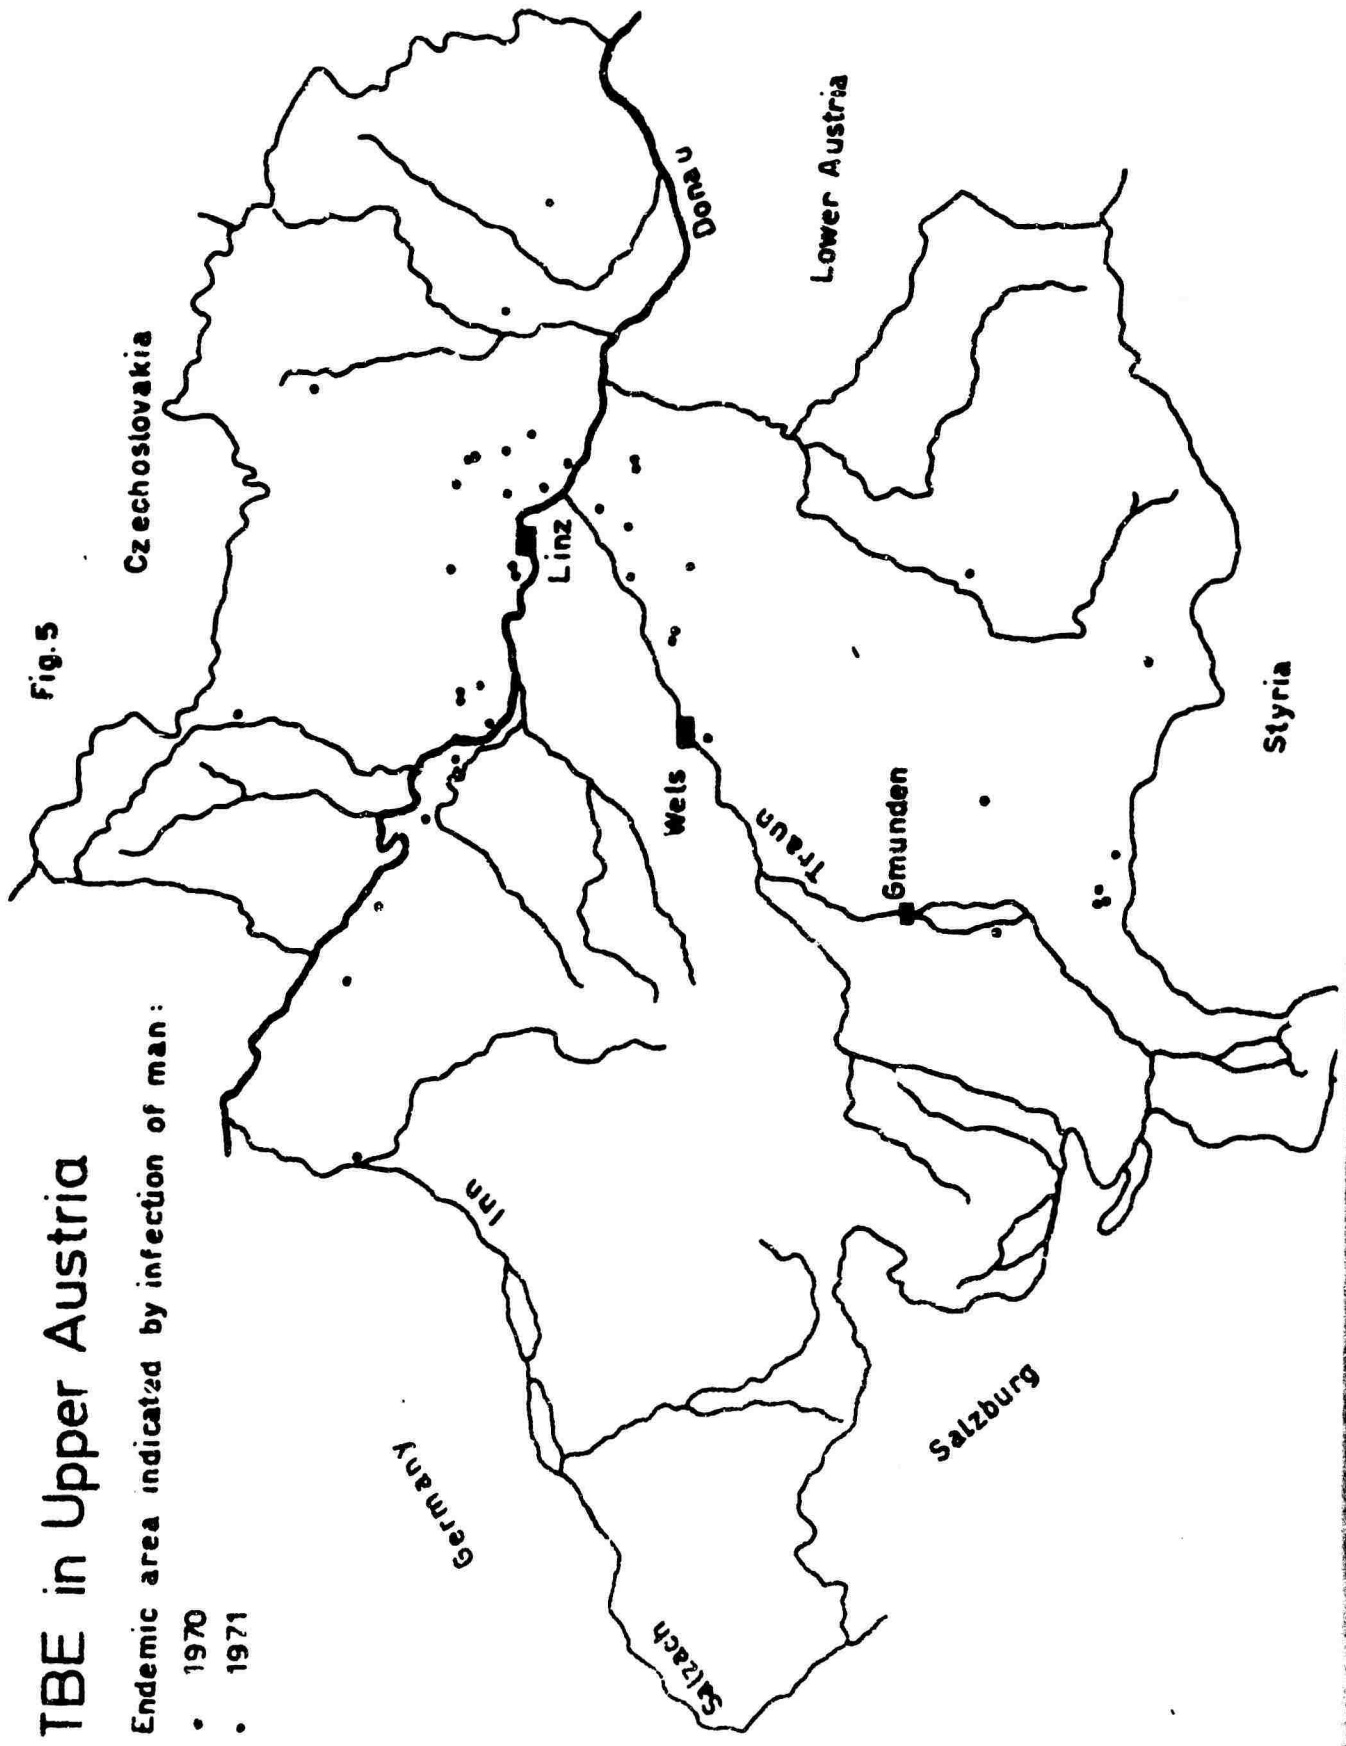 Fig. 5
TBE in Upper Austria
Endemic area indicated by infection of man:
1970
1971
Czechoslovakia
Germany
Inn
Salzach
Salzburg
Linz
Donau
Lower Austria
Wels
Traun
Gmunden
Styria